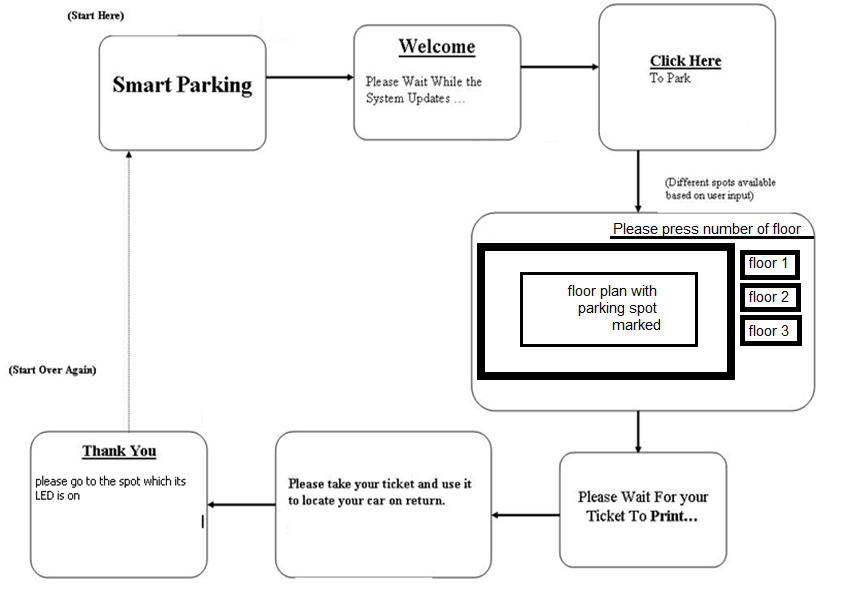 (Start Here)
Smart Parking
Welcome
Please Wait While the
System Updates ...
Click Here
To Park
(Different spots available
based on user input)
Please press number of floor
floor plan with
parking spot
marked
floor 1
floor 2
floor 3
Please Wait For your
Ticket To Print...
Please take your ticket and use it
to locate your car on return.
Thank You
please go to the spot which its
LED is on
(Start Over Again)